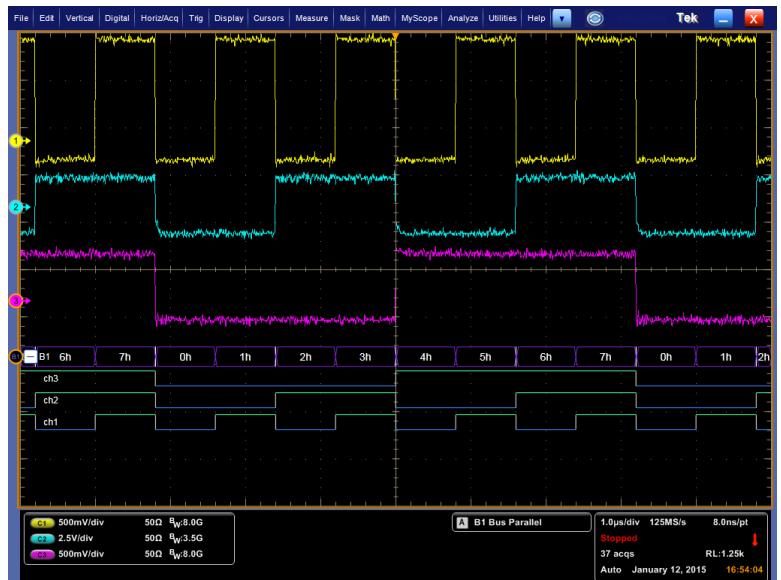 File Edit Vertical Digital Horiz/Acq Trig Display Cursors Measure Mask Math MyScope Analyze Utilities Help Tek X
1
2
3
B1 B1 6h 7h 0h 1h 2h 3h 4h 5h 6h 7h 0h 1h 2h
ch3
ch2
ch1
C1 500mV/div 50Ω BW:8.0G
C2 2.5V/div 50Ω BW:3.5G
C3 500mV/div 50Ω BW:8.0G
A B1 Bus Parallel
1.0µs/div 125MS/s 8.0ns/pt
Stopped
37 acqs RL:1.25k
Auto January 12, 2015 16:54:04